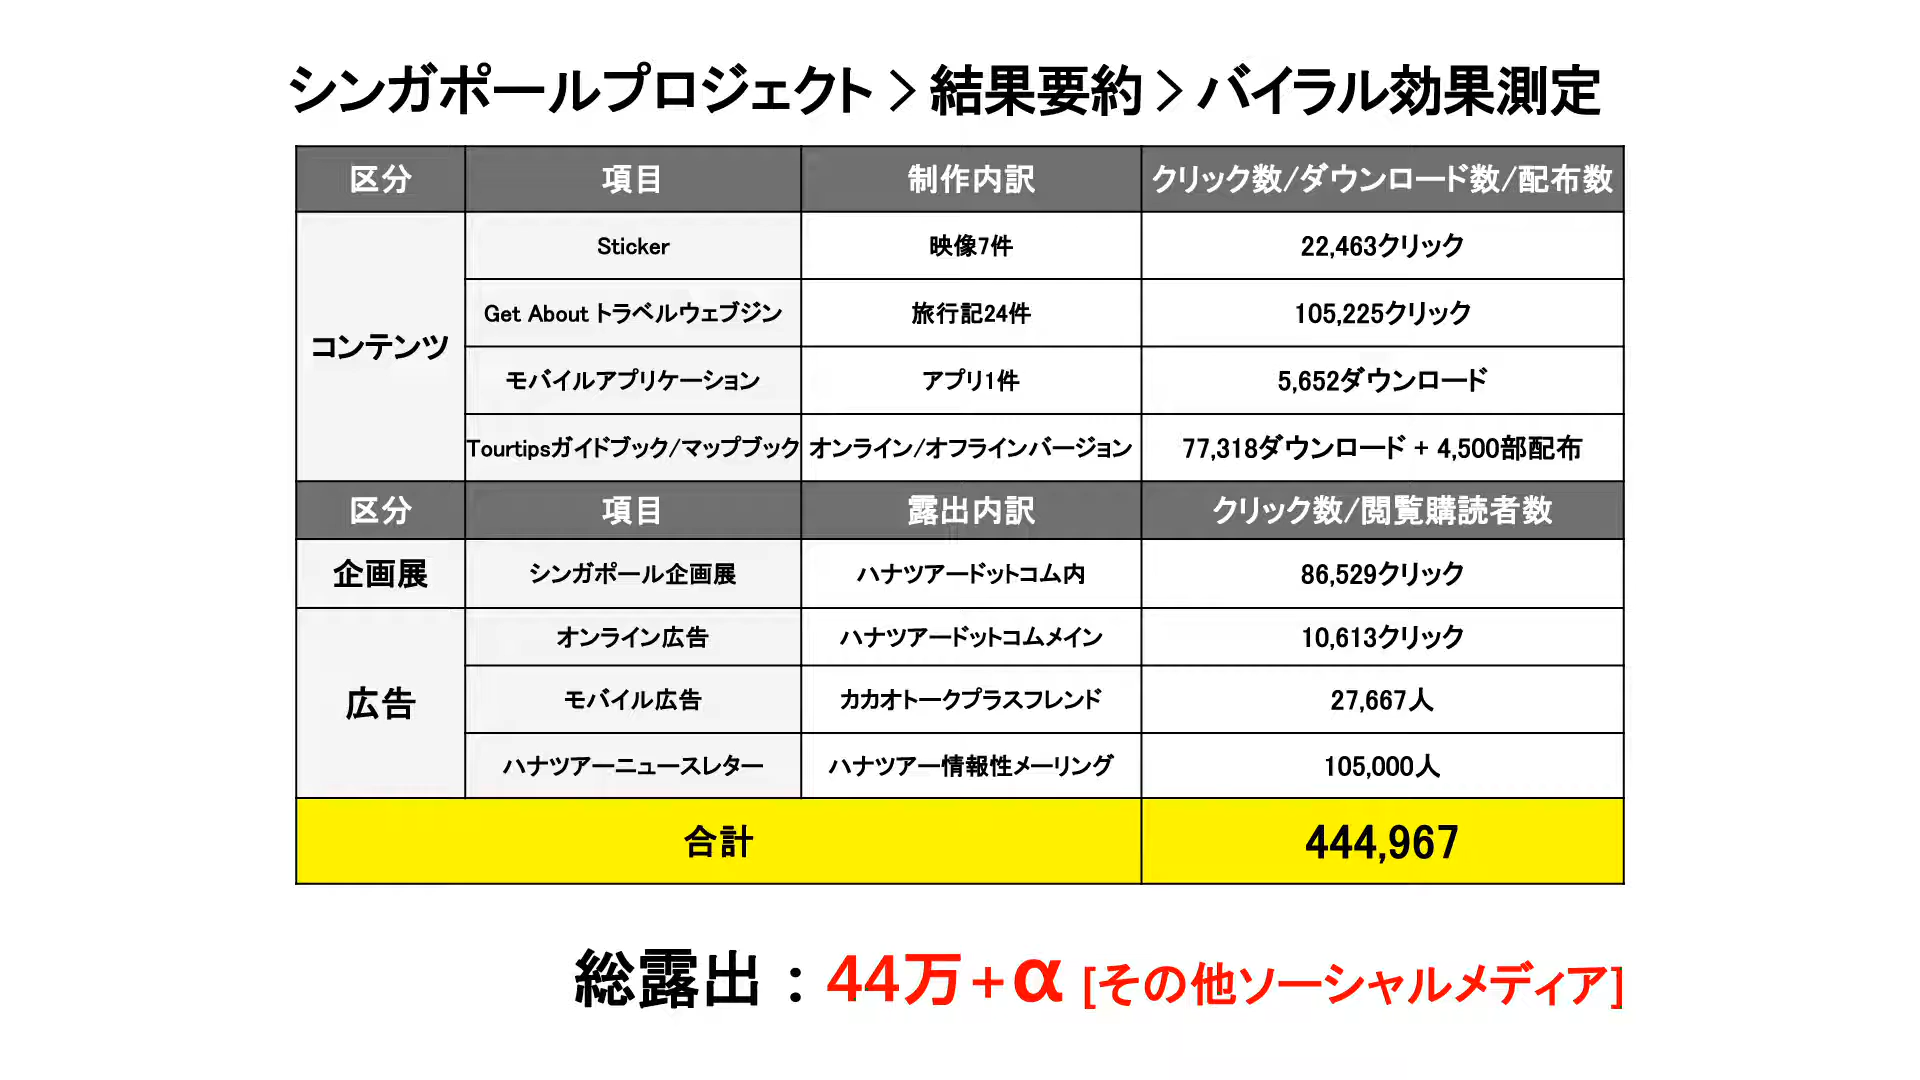 シンガポールプロジェクト > 結果要約 > バイラル効果測定
区分 項目 制作内訳 クリック数/ダウンロード数/配布数
コンテンツ
Sticker 映像7件 22,463クリック
Get About トラベルウェブジン 旅行記24件 105,225クリック
モバイルアプリケーション アプリ1件 5,652ダウンロード
Tourtipsガイドブック/マップブック オンライン/オフラインバージョン 77,318ダウンロード + 4,500部配布
区分 項目 露出内訳 クリック数/閲覧購読者数
企画展 シンガポール企画展 ハナツアードットコム内 86,529クリック
広告
オンライン広告 ハナツアードットコムメイン 10,613クリック
モバイル広告 カカオトークプラスフレンド 27,667人
ハナツアーニュースレター ハナツアー情報性メーリング 105,000人
合計 444,967
総露出 : 44万+α [その他ソーシャルメディア]